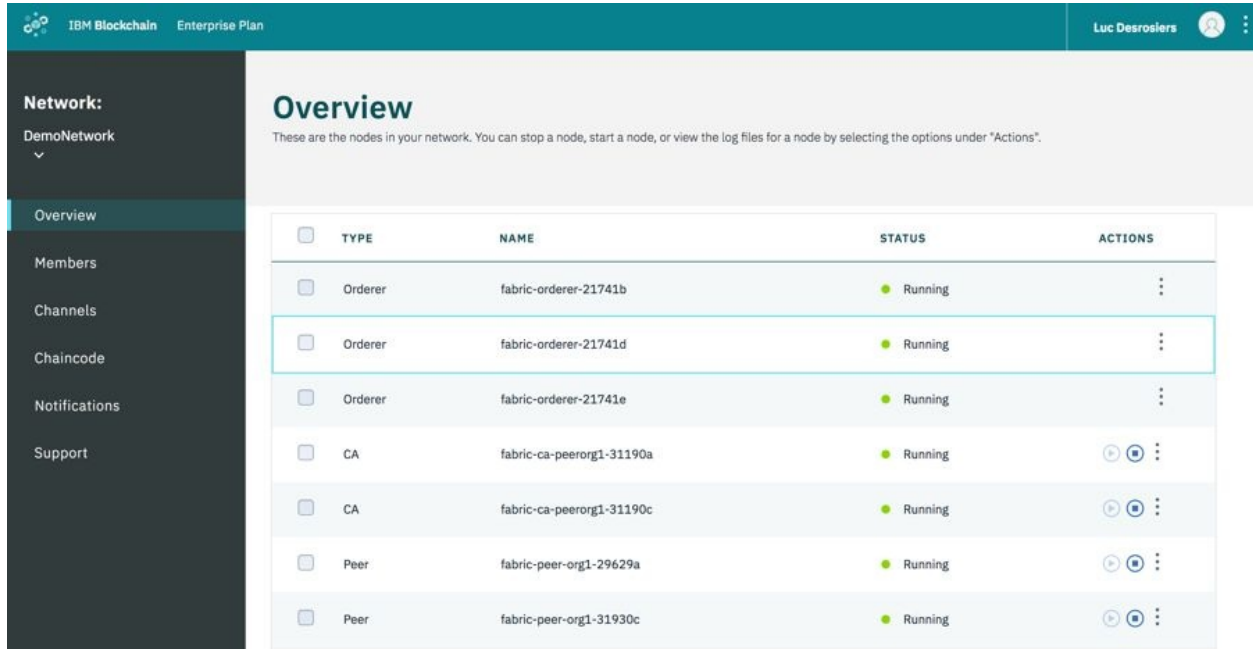 IBM Blockchain Enterprise Plan Luc Desrosiers
Network:
DemoNetwork
Overview
Members
Channels
Chaincode
Notifications
Support
Overview
These are the nodes in your network. You can stop a node, start a node, or view the log files for a node by selecting the options under "Actions".
TYPE NAME STATUS ACTIONS
Orderer fabric-orderer-21741b Running
Orderer fabric-orderer-21741d Running
Orderer fabric-orderer-21741e Running
CA fabric-ca-peerorg1-31190a Running
CA fabric-ca-peerorg1-31190c Running
Peer fabric-peer-org1-29629a Running
Peer fabric-peer-org1-31930c Running